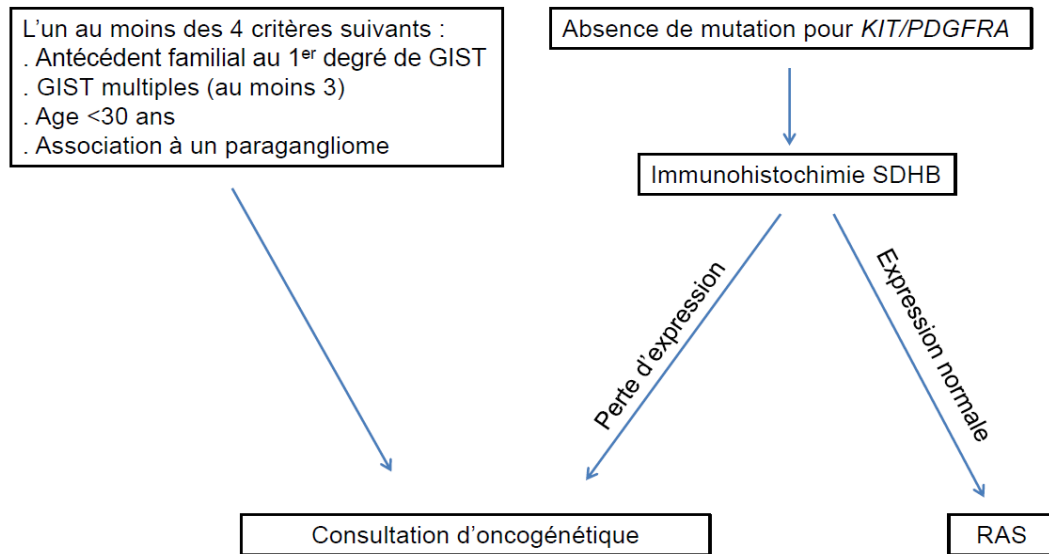 L'un au moins des 4 critères suivants :
. Antécédent familial au 1er degré de GIST
. GIST multiples (au moins 3)
. Age <30 ans
. Association à un paragangliome
Absence de mutation pour KIT/PDGFRA
Immunohistochimie SDHB
Perte d'expression
Expression normale
Consultation d'oncogénétique
RAS